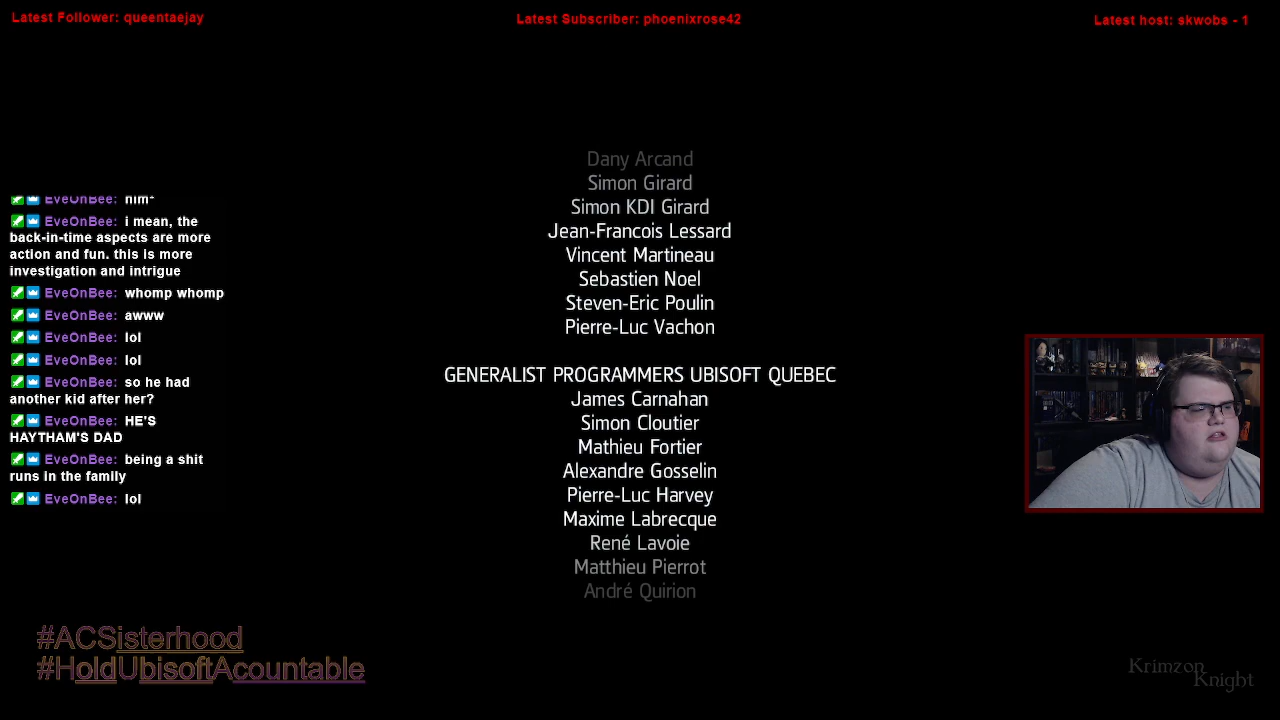 Latest Follower: queentaejay
Latest Subscriber: phoenixrose42
Latest host: skwobs - 1
EveOnBee: him*
EveOnBee: i mean, the
back-in-time aspects are more
action and fun. this is more
investigation and intrigue
EveOnBee: whomp whomp
EveOnBee: awww
EveOnBee: lol
EveOnBee: lol
EveOnBee: so he had
another kid after her?
EveOnBee: HE'S
HAYTHAM'S DAD
EveOnBee: being a shit
runs in the family
EveOnBee: lol
Dany Arcand
Simon Girard
Simon KDI Girard
Jean-Francois Lessard
Vincent Martineau
Sebastien Noel
Steven-Eric Poulin
Pierre-Luc Vachon
GENERALIST PROGRAMMERS UBISOFT QUEBEC
James Carnahan
Simon Cloutier
Mathieu Fortier
Alexandre Gosselin
Pierre-Luc Harvey
Maxime Labrecque
René Lavoie
Matthieu Pierrot
André Quirion
#ACSisterhood
#HoldUbisoftAcountable
Krimzon
Knight